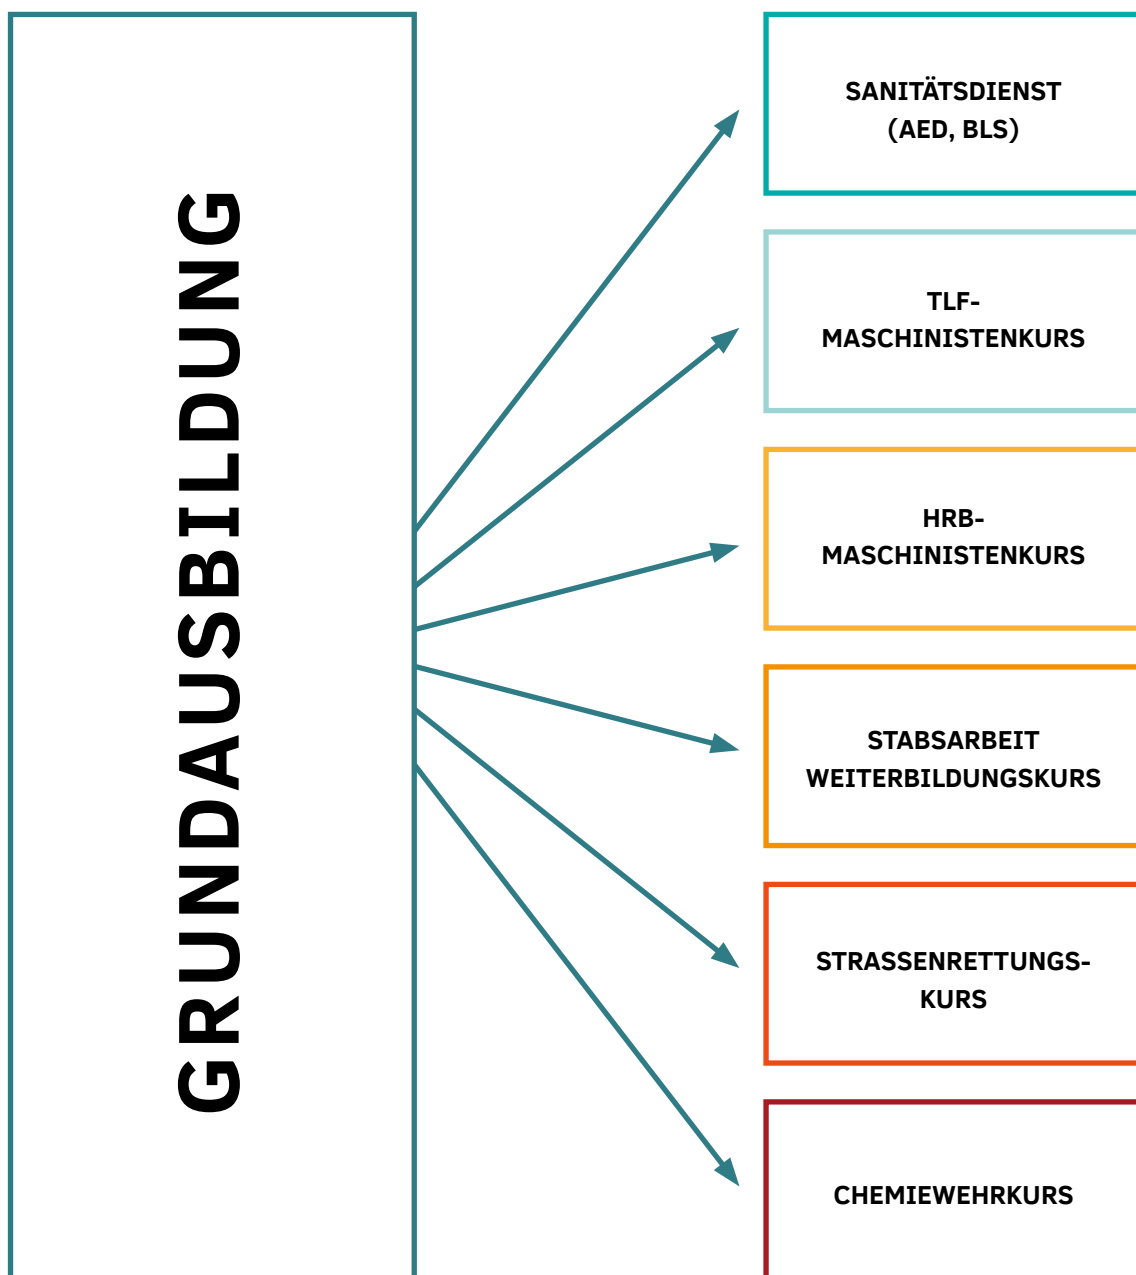 GRUNDAUSBILDUNG
SANITÄTSDIENST
(AED, BLS)
TLF-
MASCHINISTENKURS
HRB-
MASCHINISTENKURS
STABSARBEIT
WEITERBILDUNGSKURS
STRASSENRETTUNGS-
KURS
CHEMIEWEHRKURS